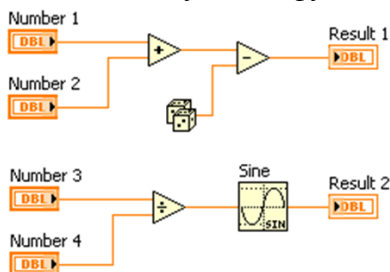 Number 1
DBL
+
-
Result 1
DBL
Number 2
DBL
Number 3
DBL
÷
Sine
SIN
Result 2
DBL
Number 4
DBL